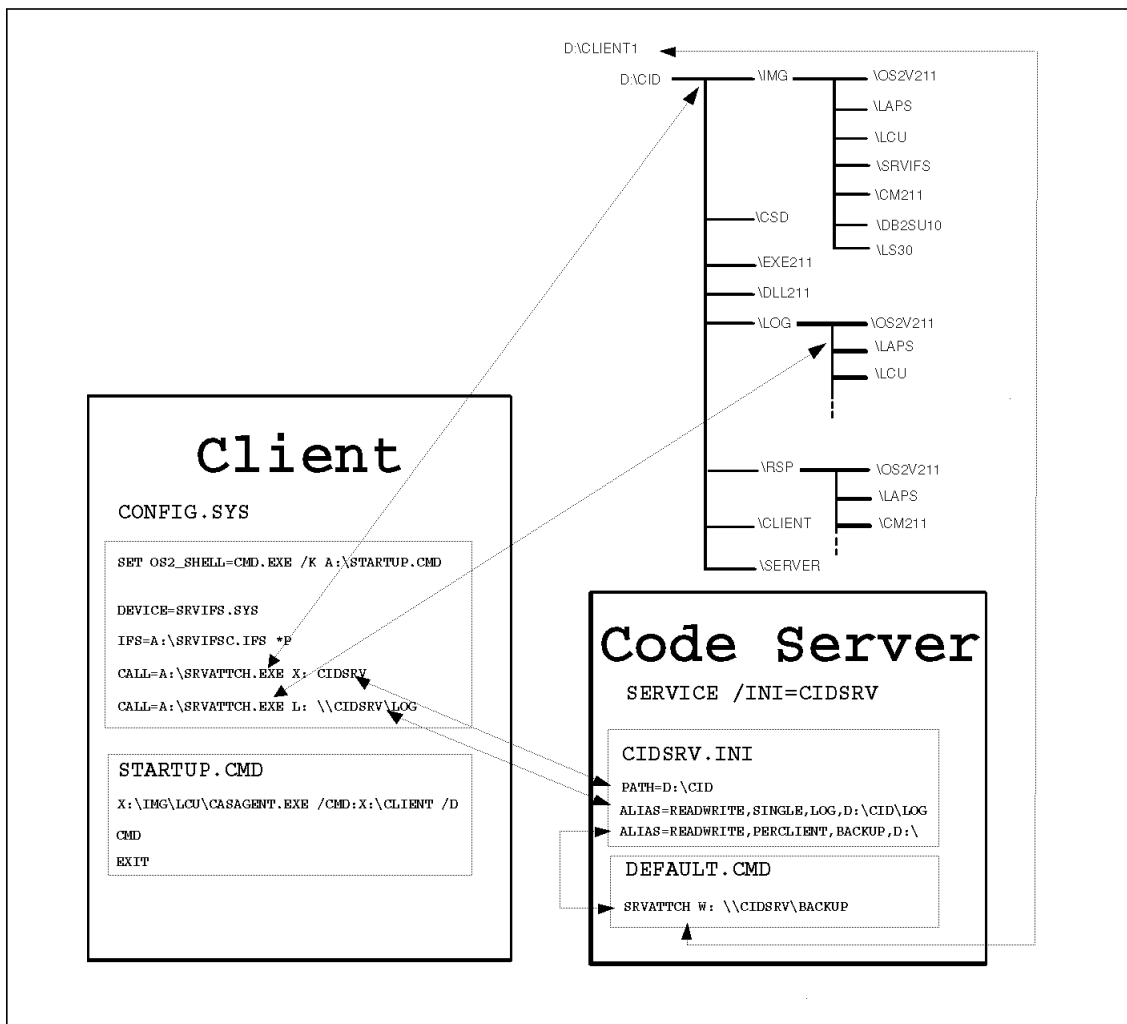 D:\CLIENT1
D:\CID
\IMG
\OS2V211
\LAPS
\LCU
\SRVIFS
\CM211
\DB2SU10
\LS30
\CSD
\EXE211
\DLL211
\LOG
\OS2V211
\LAPS
\LCU
\RSP
\OS2V211
\LAPS
\CM211
\CLIENT
\SERVER
Client
CONFIG.SYS
SET OS2_SHELL=CMD.EXE /K A:\STARTUP.CMD
DEVICE=SRVIFS.SYS
IFS=A:\SRVIFSC.IFS *P
CALL=A:\SRVATTCH.EXE X: CIDSRV
CALL=A:\SRVATTCH.EXE L: \\CIDSRV\LOG
STARTUP.CMD
X:\IMG\LCU\CASAGENT.EXE /CMD:X:\CLIENT /D
CMD
EXIT
Code Server
SERVICE /INI=CIDSRV
CIDSRV.INI
PATH=D:\CID
ALIAS=READWRITE,SINGLE,LOG,D:\CID\LOG
ALIAS=READWRITE,PERCLIENT,BACKUP,D:\
DEFAULT.CMD
SRVATTCH W: \\CIDSRV\BACKUP